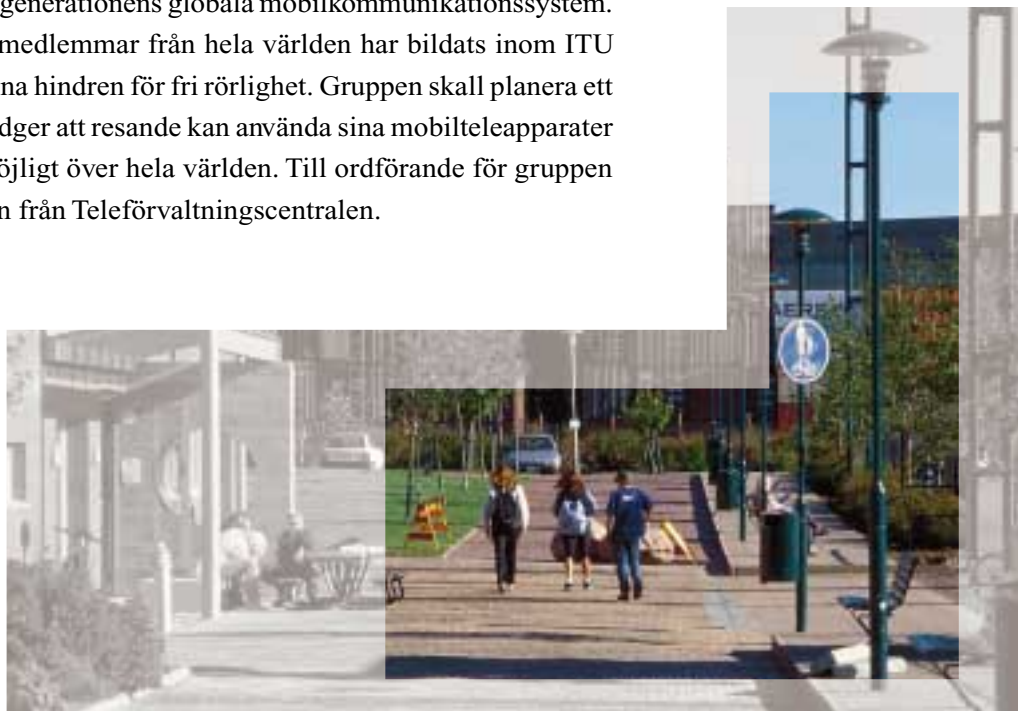 generationens globala mobilkommunikationssystem.
medlemmar från hela världen har bildats inom ITU
na hindren för fri rörlighet. Gruppen skall planera ett
dger att resande kan använda sina mobilteleapparater
öjligt över hela världen. Till ordförande för gruppen
n från Teleförvaltningscentralen.